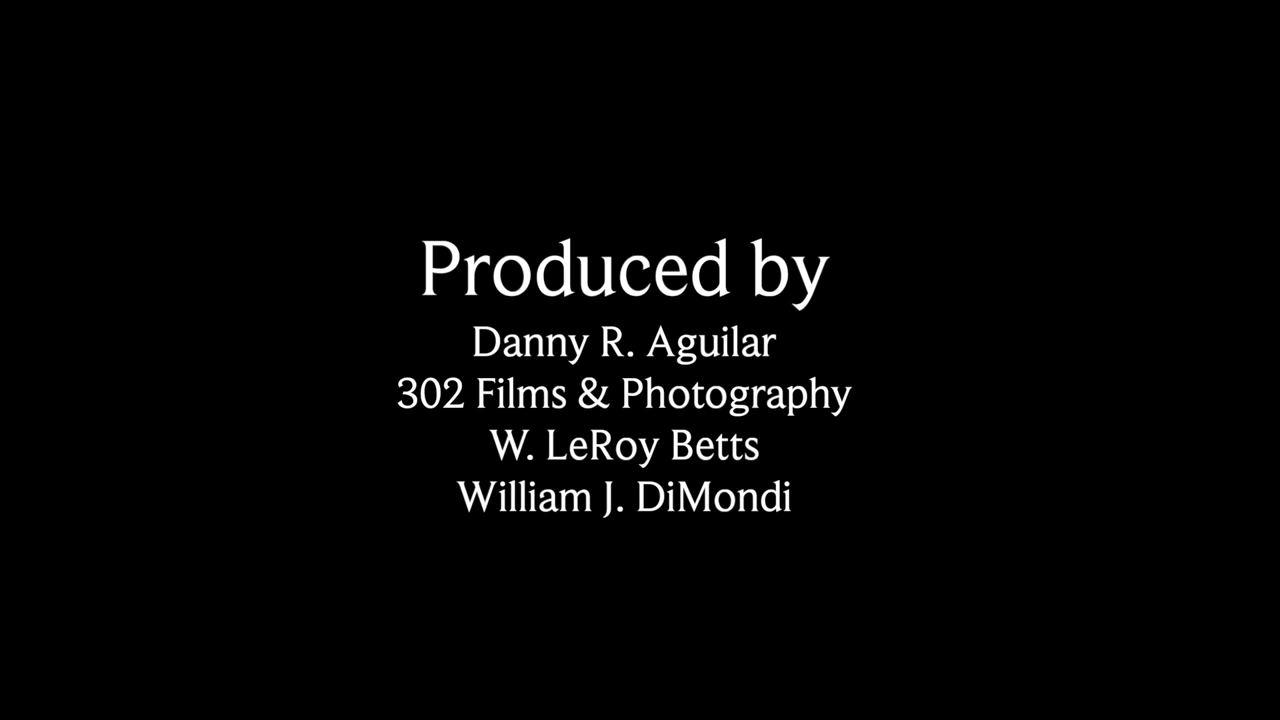 Produced by
Danny R. Aguilar
302 Films & Photography
W. LeRoy Betts
William J. DiMondi